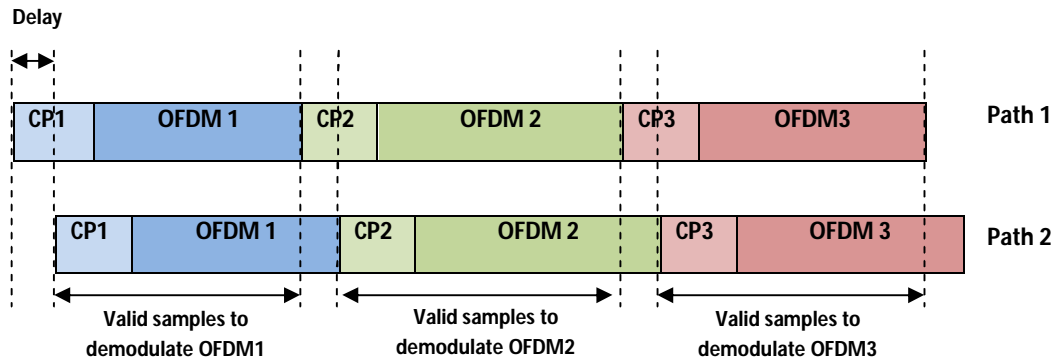 Delay
CP1 OFDM 1 CP2 OFDM 2 CP3 OFDM3 Path 1
CP1 OFDM 1 CP2 OFDM 2 CP3 OFDM 3 Path 2
Valid samples to demodulate OFDM1
Valid samples to demodulate OFDM2
Valid samples to demodulate OFDM3